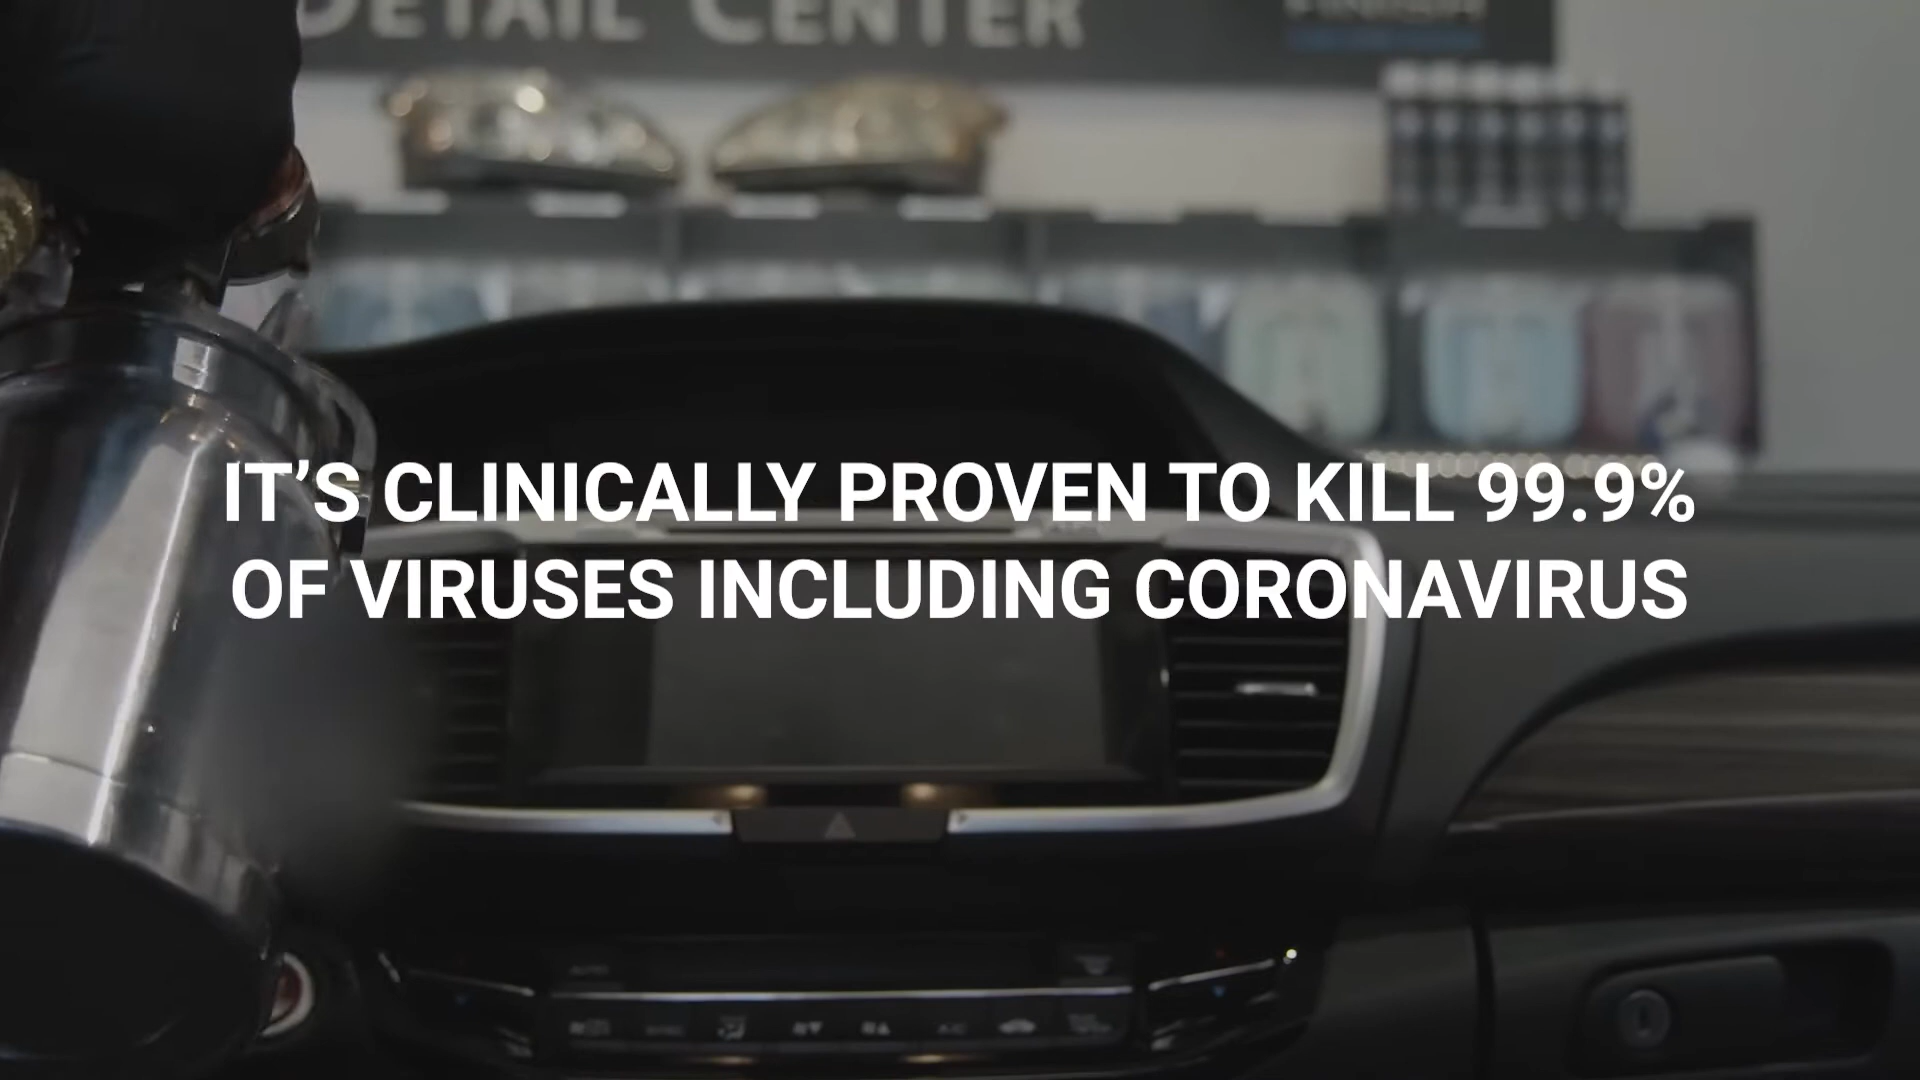 DETAIL CENTER
IT’S CLINICALLY PROVEN TO KILL 99.9%
OF VIRUSES INCLUDING CORONAVIRUS